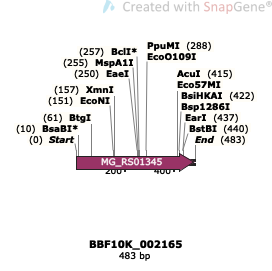 Created with SnapGene®
(257) BclI*
PpuMI (288)
(255) MspA1I
EcoO109I
(250) EaeI
AcuI (415)
(157) XmnI
Eco57MI
(151) EcoNI
BsiHKAI (422)
Bsp1286I
(61) BtgI
EarI (437)
(10) BsaBI*
BstBI (440)
(0) Start
End (483)
MG_RS01345
200
400
BBF10K_002165
483 bp